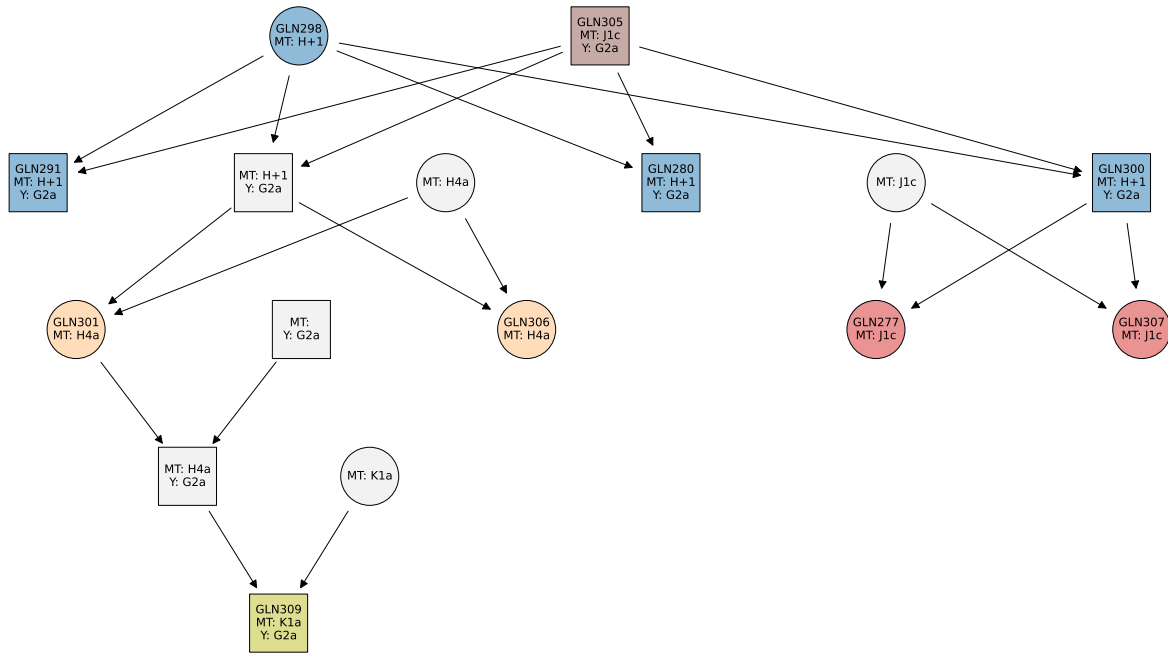 GLN298
MT: H+1
GLN305
MT: J1c
Y: G2a
GLN291
MT: H+1
Y: G2a
MT: H+1
Y: G2a
MT: H4a
GLN280
MT: H+1
Y: G2a
MT: J1c
GLN300
MT: H+1
Y: G2a
GLN301
MT: H4a
MT:
Y: G2a
GLN306
MT: H4a
GLN277
MT: J1c
GLN307
MT: J1c
MT: H4a
Y: G2a
MT: K1a
GLN309
MT: K1a
Y: G2a